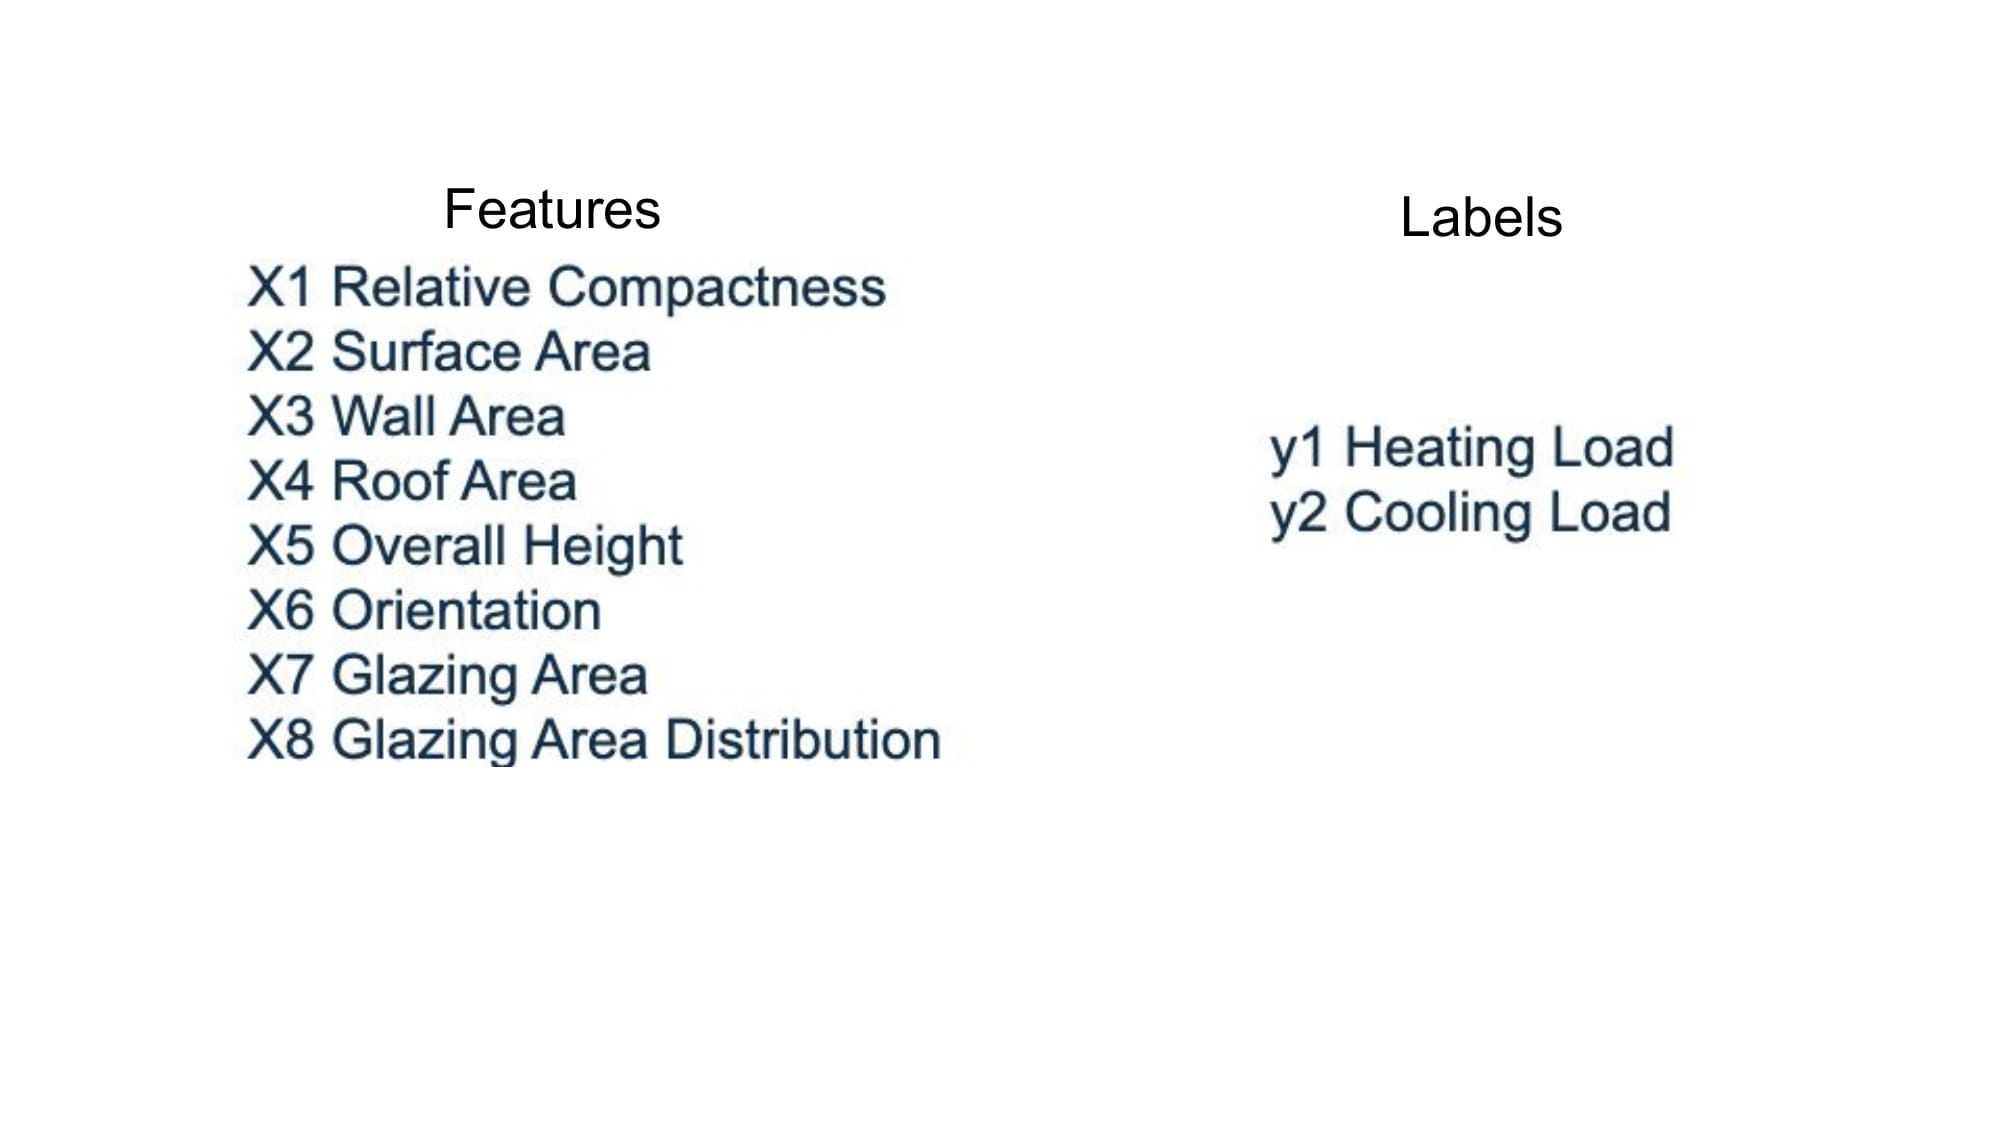 Features
X1 Relative Compactness
X2 Surface Area
X3 Wall Area
X4 Roof Area
X5 Overall Height
X6 Orientation
X7 Glazing Area
X8 Glazing Area Distribution
Labels
y1 Heating Load
y2 Cooling Load